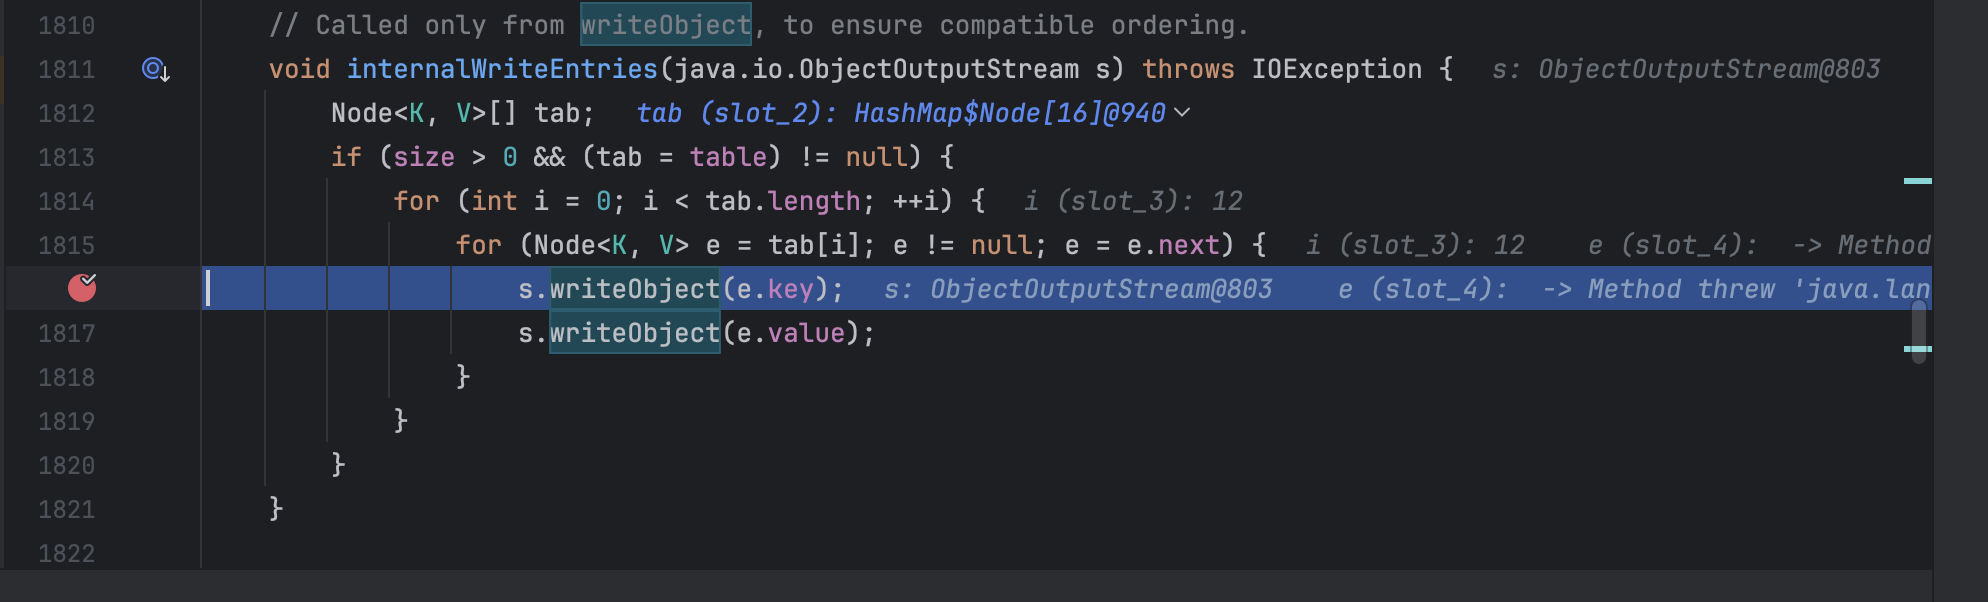 1810 // Called only from writeObject, to ensure compatible ordering.
1811 void internalWriteEntries(java.io.ObjectOutputStream s) throws IOException { s: ObjectOutputStream@803
1812 Node<K, V>[] tab; tab (slot_2): HashMap$Node[16]@940
1813 if (size > 0 && (tab = table) != null) {
1814 for (int i = 0; i < tab.length; ++i) { i (slot_3): 12
1815 for (Node<K, V> e = tab[i]; e != null; e = e.next) { i (slot_3): 12 e (slot_4): -> Method
s.writeObject(e.key); s: ObjectOutputStream@803 e (slot_4): -> Method threw 'java.lan
1817 s.writeObject(e.value);
1818 }
1819 }
1820 }
1821 }
1822